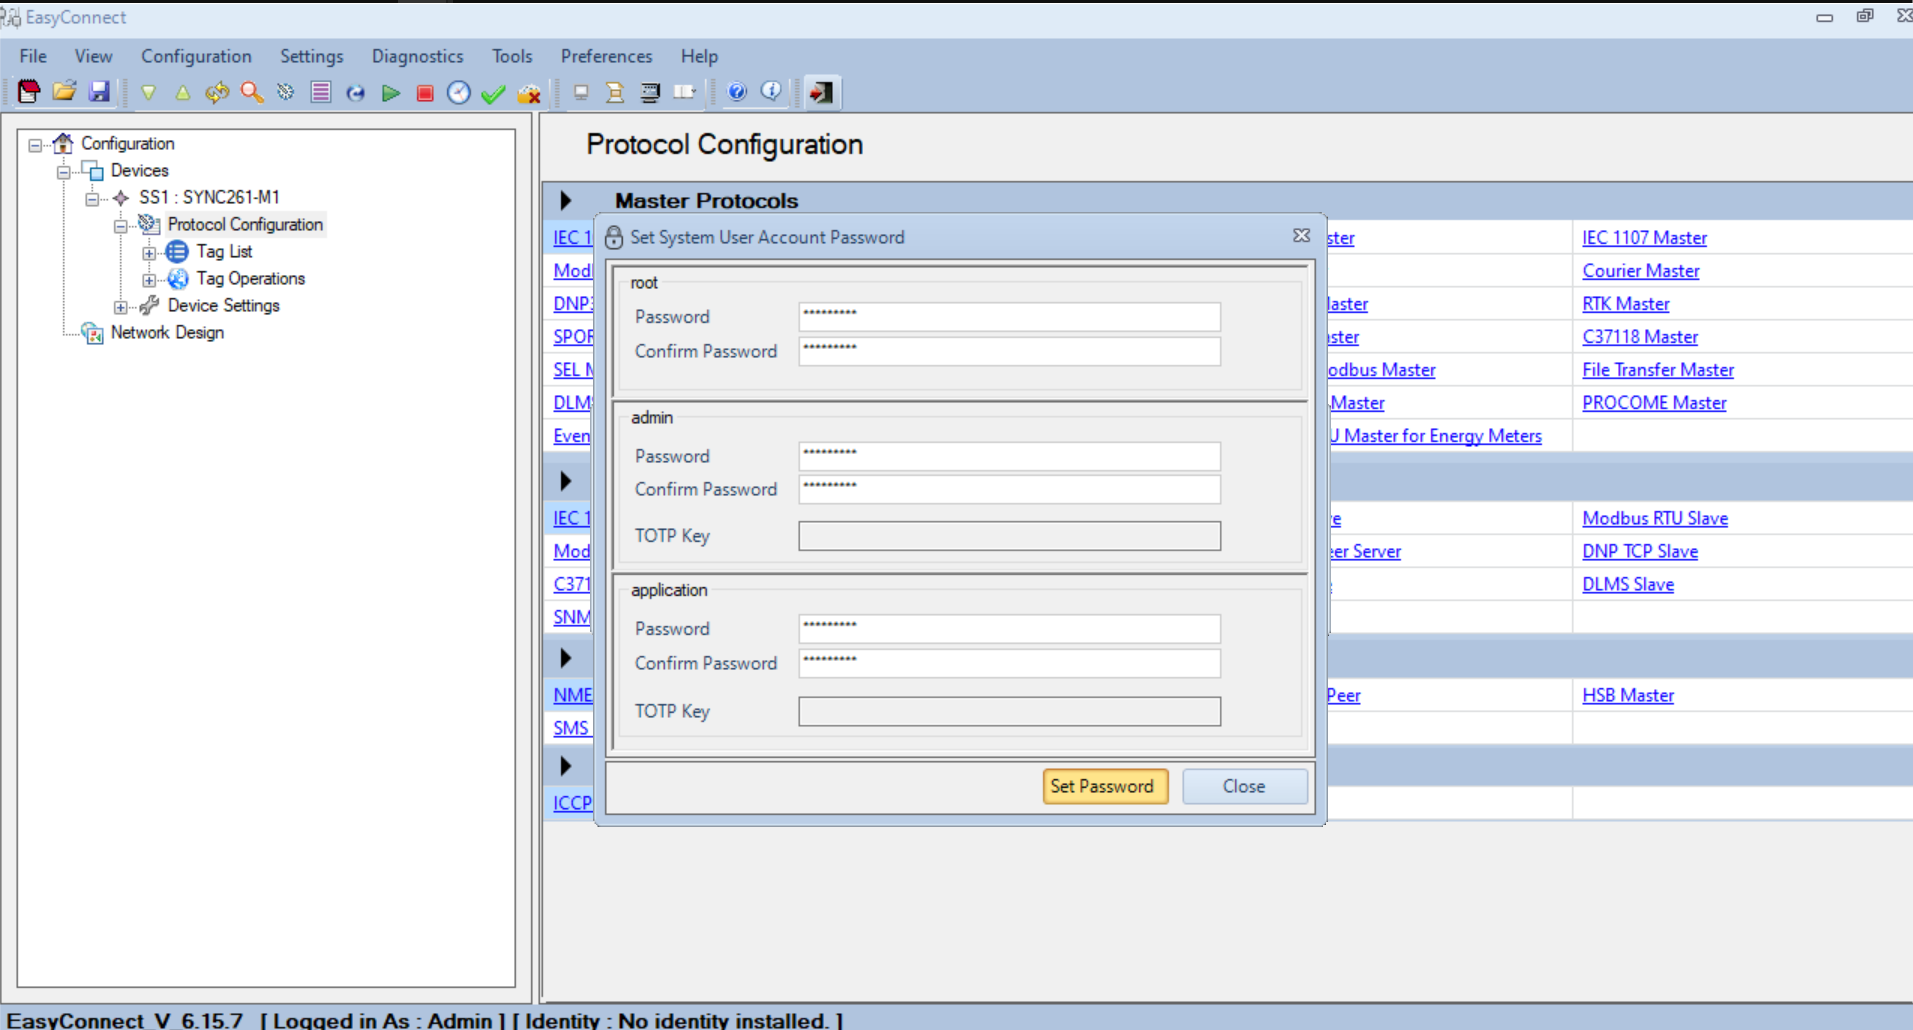 EasyConnect
File View Configuration Settings Diagnostics Tools Preferences Help
Configuration
Devices
SS1 : SYNC261-M1
Protocol Configuration
Tag List
Tag Operations
Device Settings
Network Design
Protocol Configuration
Master Protocols
IEC 1 ster IEC 1107 Master
Mod Courier Master
DNP3 laster RTK Master
SPOR ster C37118 Master
SEL M odbus Master File Transfer Master
DLMS Master PROCOME Master
Even U Master for Energy Meters
IEC 1 e Modbus RTU Slave
Mod er Server DNP TCP Slave
C371 DLMS Slave
SNM
NME Peer HSB Master
SMS
ICCP
Set System User Account Password
root
Password *********
Confirm Password *********
admin
Password *********
Confirm Password *********
TOTP Key
application
Password *********
Confirm Password *********
TOTP Key
Set Password Close
EasyConnect V_6.15.7 [ Logged in As : Admin ] [ Identity : No identity installed. ]